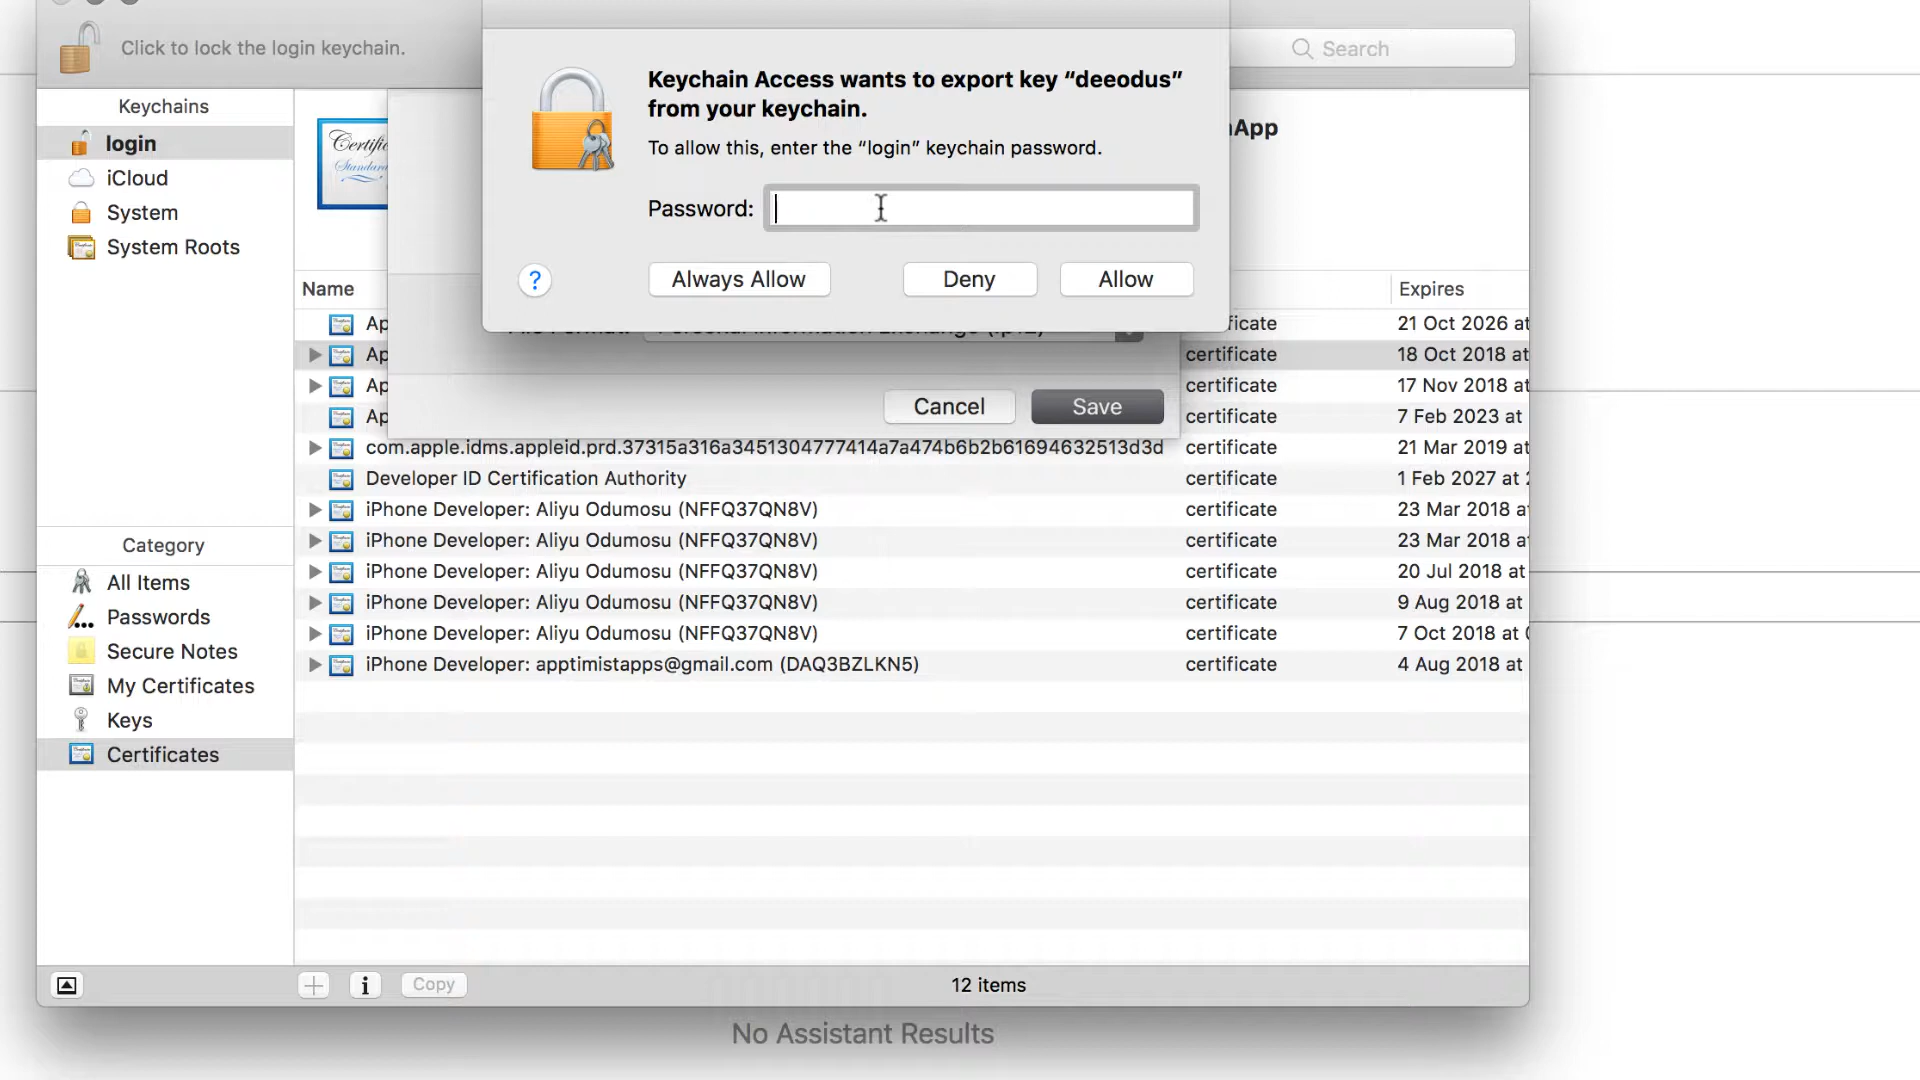 Click to lock the login keychain.
Search
Keychain Access wants to export key “deeodus”
from your keychain.
To allow this, enter the “login” keychain password.
Password:
? Always Allow Deny Allow
Keychains
login
iCloud
System
System Roots
Certificate
Standard
App
Name Expires
Ap ficate 21 Oct 2026 at
Ap certificate 18 Oct 2018 at
Ap certificate 17 Nov 2018 at
Ap certificate 7 Feb 2023 at
Cancel Save
com.apple.idms.appleid.prd.37315a316a3451304777414a7a474b6b2b61694632513d3d certificate 21 Mar 2019 at
Developer ID Certification Authority certificate 1 Feb 2027 at
iPhone Developer: Aliyu Odumosu (NFFQ37QN8V) certificate 23 Mar 2018 at
iPhone Developer: Aliyu Odumosu (NFFQ37QN8V) certificate 23 Mar 2018 at
iPhone Developer: Aliyu Odumosu (NFFQ37QN8V) certificate 20 Jul 2018 at
iPhone Developer: Aliyu Odumosu (NFFQ37QN8V) certificate 9 Aug 2018 at
iPhone Developer: Aliyu Odumosu (NFFQ37QN8V) certificate 7 Oct 2018 at
iPhone Developer: apptimistapps@gmail.com (DAQ3BZLKN5) certificate 4 Aug 2018 at
Category
All Items
Passwords
Secure Notes
My Certificates
Keys
Certificates
Copy
12 items
No Assistant Results